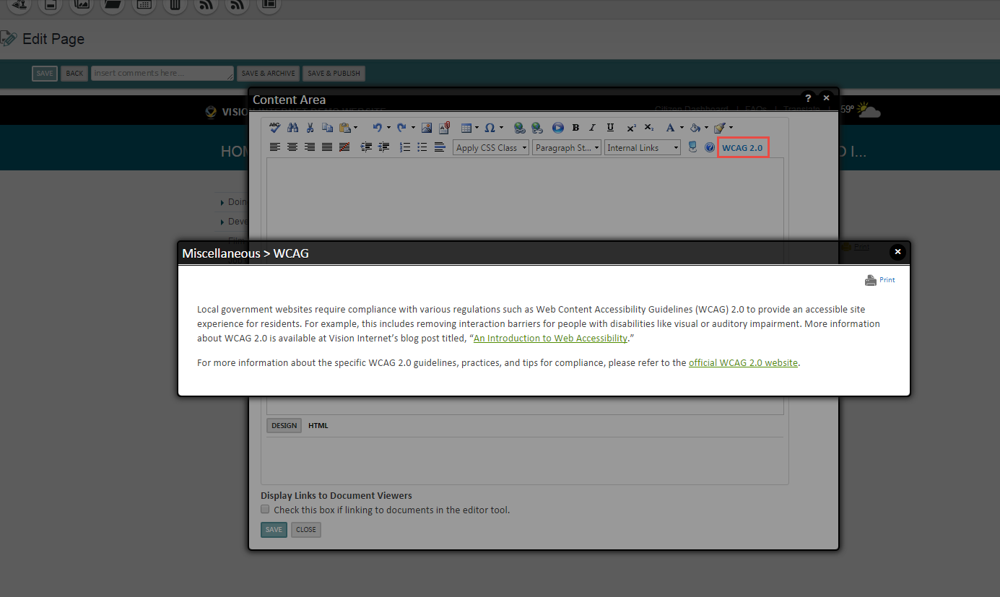 Edit Page
SAVE BACK insert comments here... SAVE & ARCHIVE SAVE & PUBLISH
Content Area ? ×
Citizen Dashboard | FAQs | Translate | 59°
VISION INTERNET DEMO WEBSITE
ABC
Apply CSS Class Paragraph St... Internal Links WCAG 2.0
Doin
Deve
Film
Print
Miscellaneous > WCAG ×
Print
Local government websites require compliance with various regulations such as Web Content Accessibility Guidelines (WCAG) 2.0 to provide an accessible site
experience for residents. For example, this includes removing interaction barriers for people with disabilities like visual or auditory impairment. More information
about WCAG 2.0 is available at Vision Internet’s blog post titled, “An Introduction to Web Accessibility.”
For more information about the specific WCAG 2.0 guidelines, practices, and tips for compliance, please refer to the official WCAG 2.0 website.
DESIGN HTML
Display Links to Document Viewers
Check this box if linking to documents in the editor tool.
SAVE CLOSE